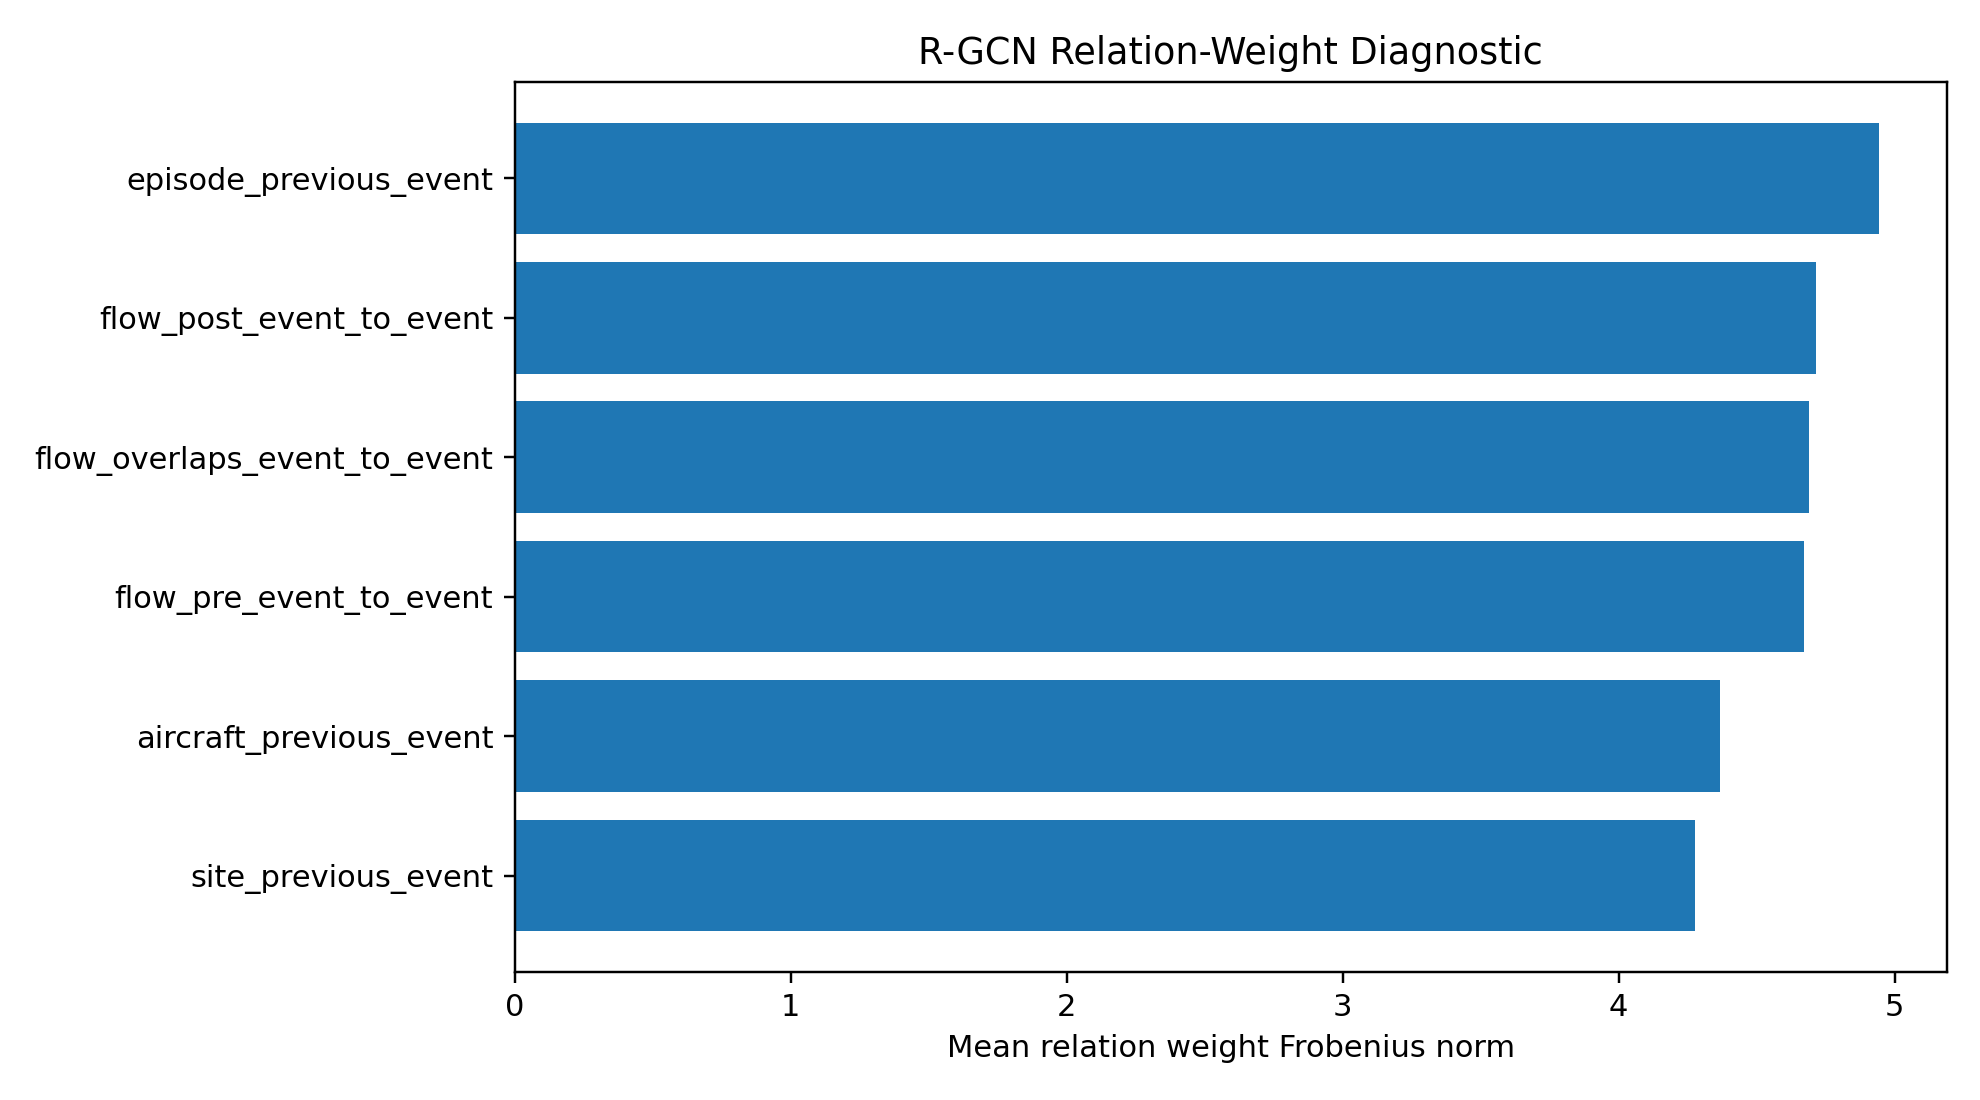 R-GCN Relation-Weight Diagnostic
episode_previous_event
flow_post_event_to_event
flow_overlaps_event_to_event
flow_pre_event_to_event
aircraft_previous_event
site_previous_event
0 1 2 3 4 5
Mean relation weight Frobenius norm